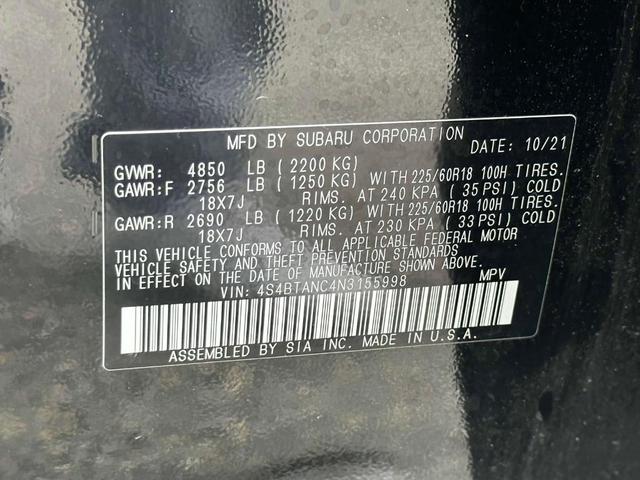 MFD BY SUBARU CORPORATION DATE: 10/21
GVWR: 4850 LB (2200 KG)
GAWR:F 2756 LB (1250 KG) WITH 225/60R18 100H TIRES.
18X7J RIMS. AT 240 KPA (35 PSI) COLD
GAWR:R 2690 LB (1220 KG) WITH 225/60R18 100H TIRES.
18X7J RIMS. AT 230 KPA (33 PSI) COLD
THIS VEHICLE CONFORMS TO ALL APPLICABLE FEDERAL MOTOR
VEHICLE SAFETY AND THEFT PREVENTION STANDARDS
IN EFFECT ON THE DATE OF MANUFACTURE SHOWN ABOVE.
VIN: 4S4BTANC4N3155998 MPV
ASSEMBLED BY SIA INC. MADE IN U.S.A.